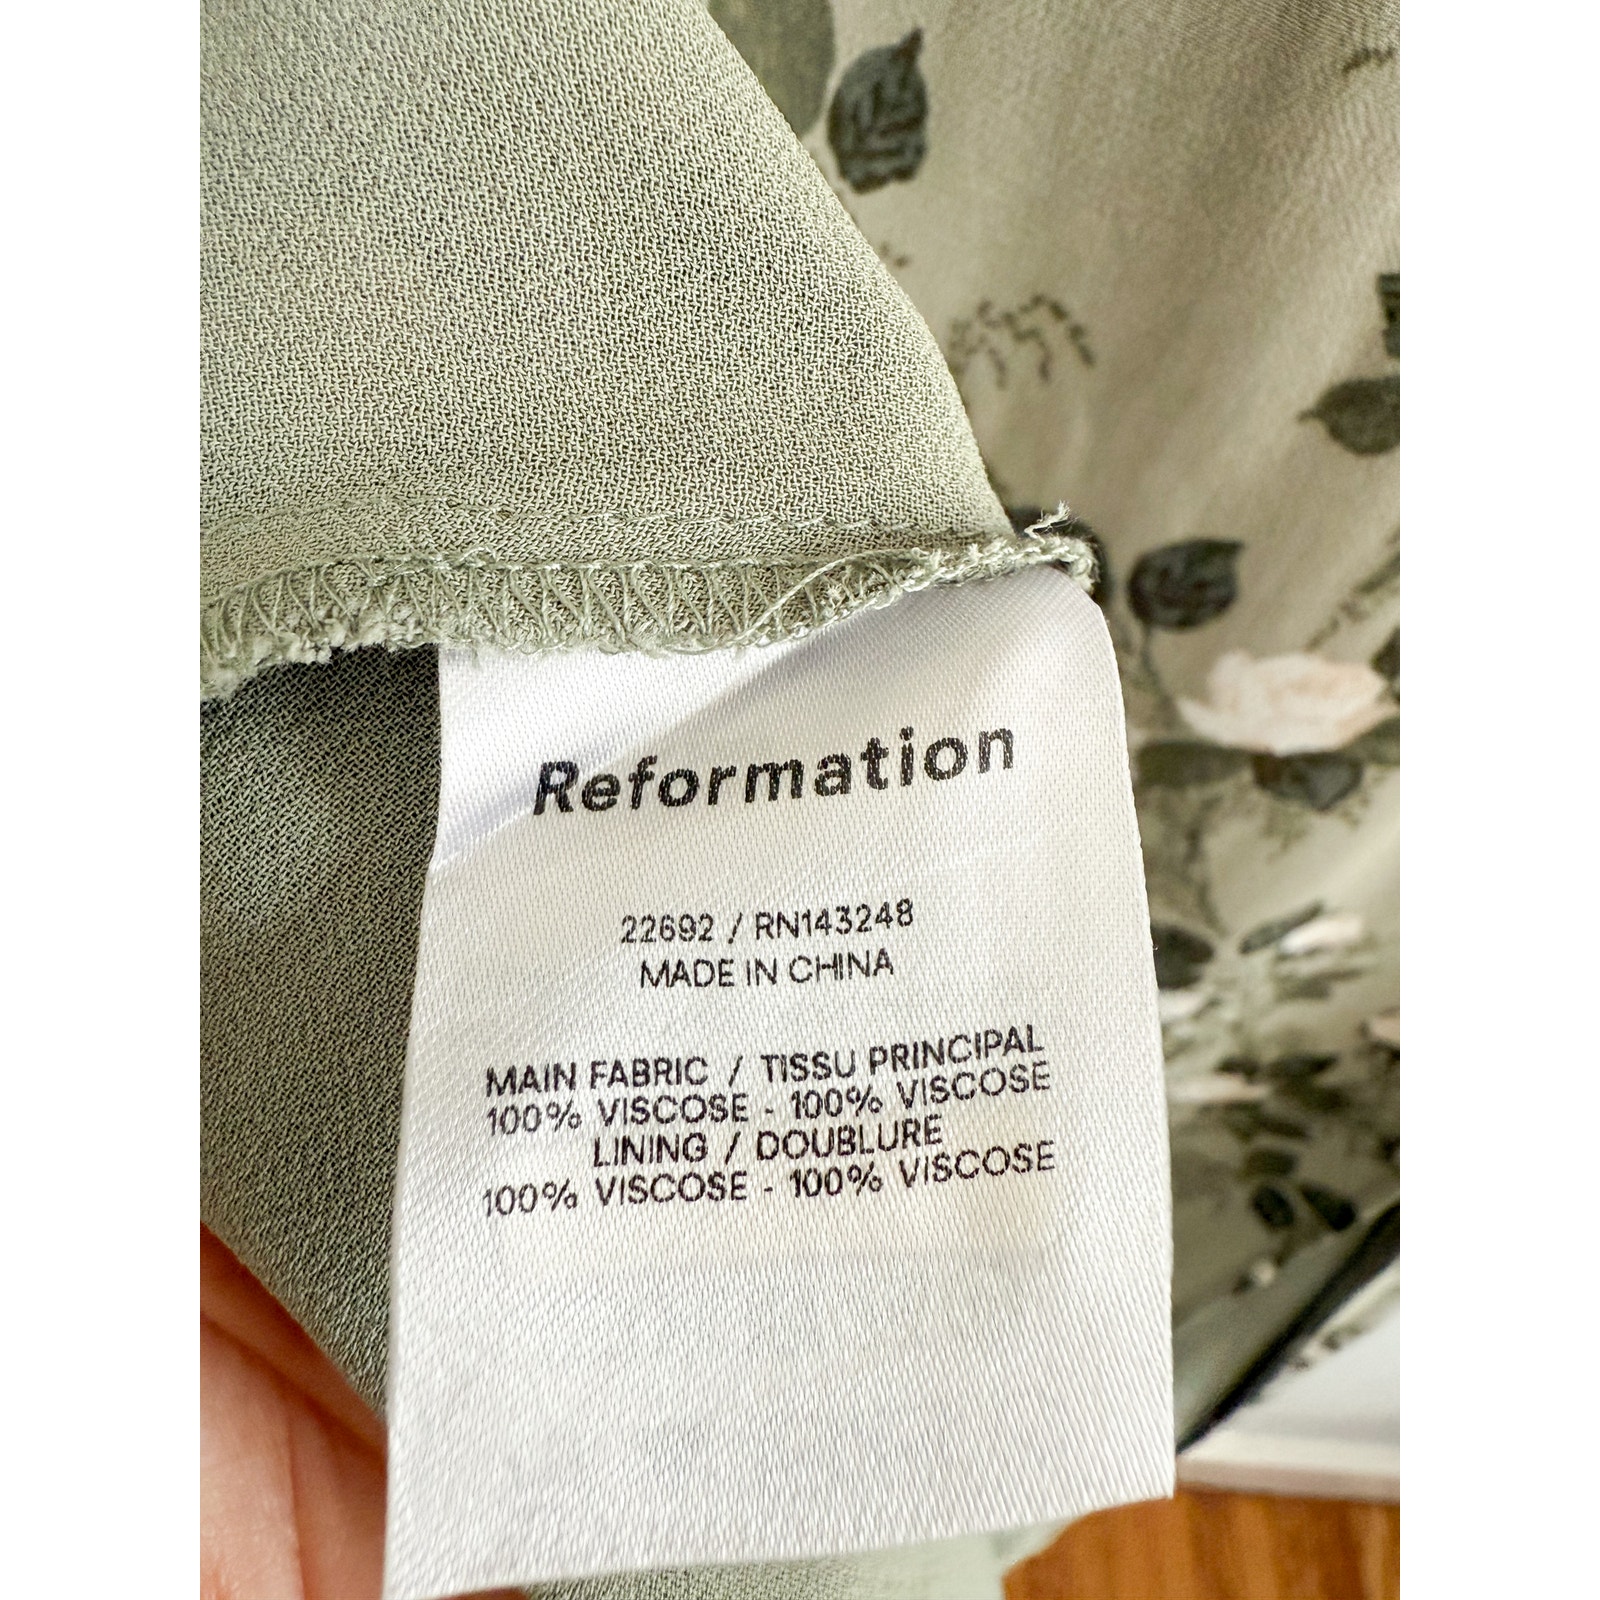 Reformation
22692 / RN143248
MADE IN CHINA
MAIN FABRIC / TISSU PRINCIPAL
100% VISCOSE - 100% VISCOSE
LINING / DOUBLURE
100% VISCOSE - 100% VISCOSE